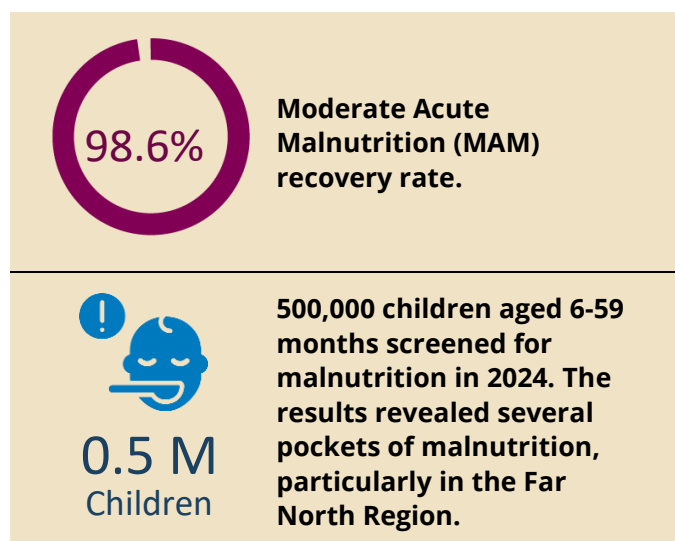 98.6%
Moderate Acute
Malnutrition (MAM)
recovery rate.
0.5 M
Children
500,000 children aged 6-59
months screened for
malnutrition in 2024. The
results revealed several
pockets of malnutrition,
particularly in the Far
North Region.